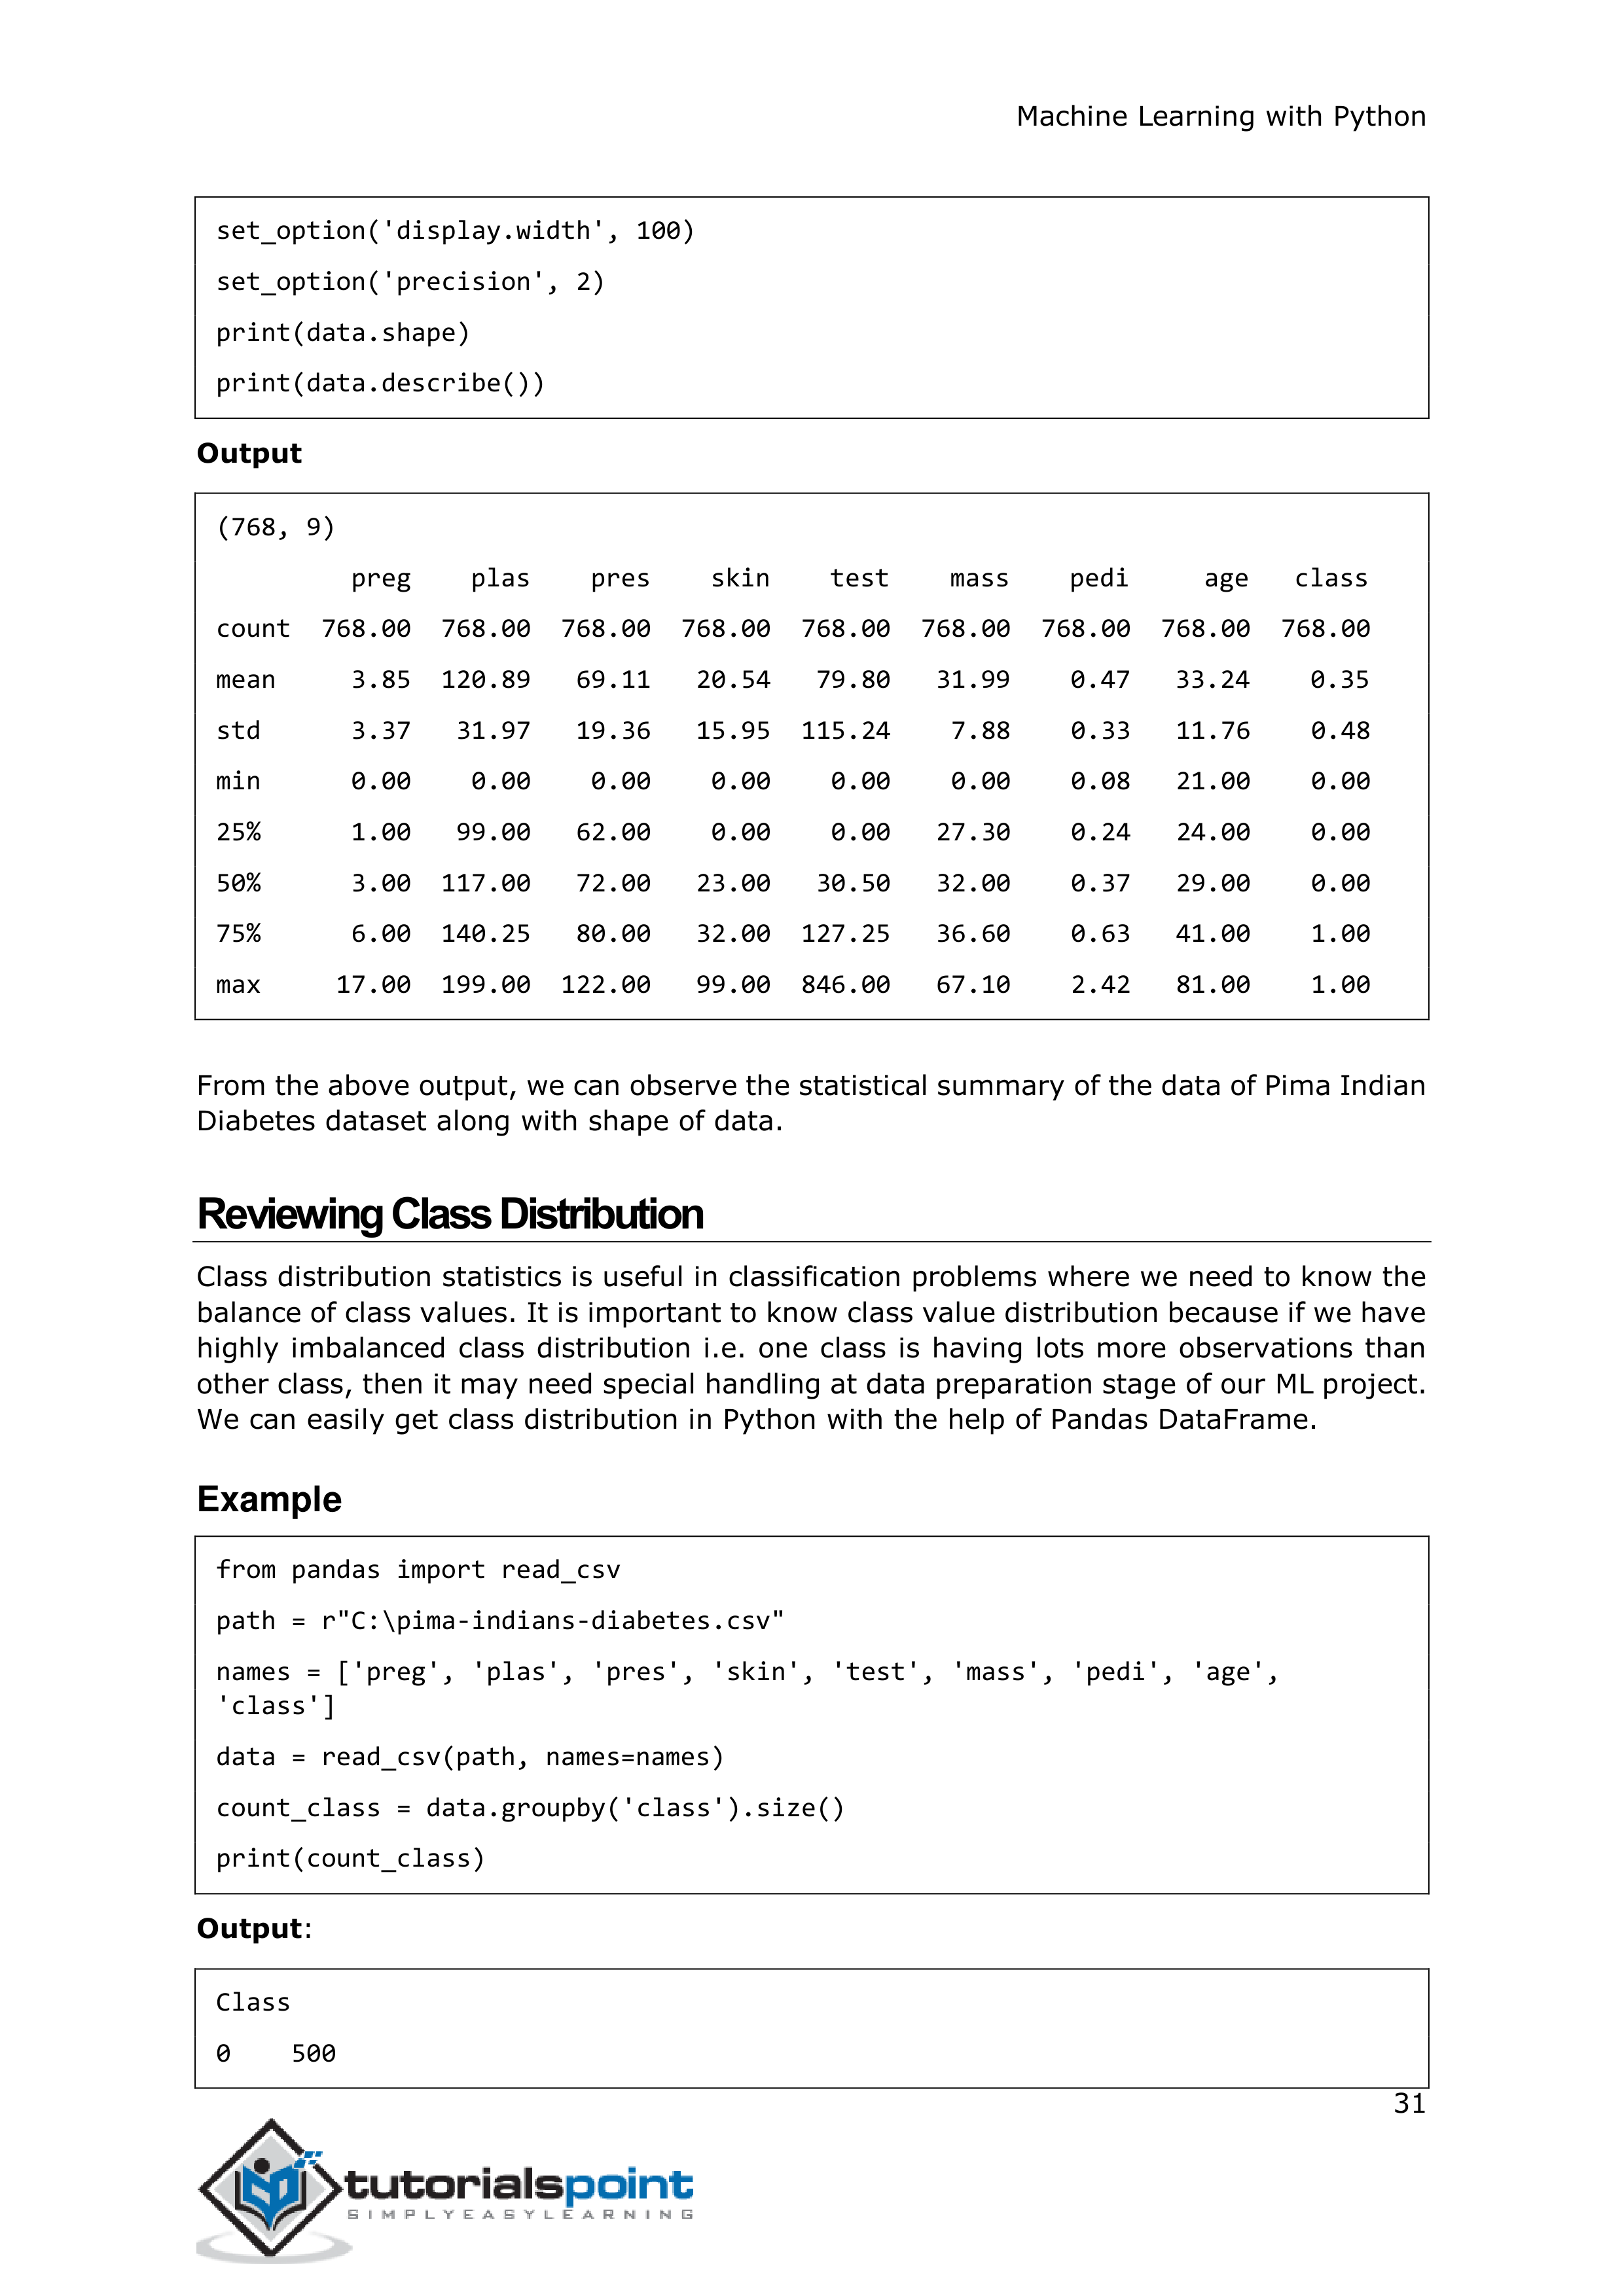 Machine Learning with Python
set_option('display.width', 100)
set_option('precision', 2)
print(data.shape)
print(data.describe())
Output
(768, 9)
preg plas pres skin test mass pedi age class
count 768.00 768.00 768.00 768.00 768.00 768.00 768.00 768.00 768.00
mean 3.85 120.89 69.11 20.54 79.80 31.99 0.47 33.24 0.35
std 3.37 31.97 19.36 15.95 115.24 7.88 0.33 11.76 0.48
min 0.00 0.00 0.00 0.00 0.00 0.00 0.08 21.00 0.00
25% 1.00 99.00 62.00 0.00 0.00 27.30 0.24 24.00 0.00
50% 3.00 117.00 72.00 23.00 30.50 32.00 0.37 29.00 0.00
75% 6.00 140.25 80.00 32.00 127.25 36.60 0.63 41.00 1.00
max 17.00 199.00 122.00 99.00 846.00 67.10 2.42 81.00 1.00
From the above output, we can observe the statistical summary of the data of Pima Indian
Diabetes dataset along with shape of data.
Reviewing Class Distribution
Class distribution statistics is useful in classification problems where we need to know the
balance of class values. It is important to know class value distribution because if we have
highly imbalanced class distribution i.e. one class is having lots more observations than
other class, then it may need special handling at data preparation stage of our ML project.
We can easily get class distribution in Python with the help of Pandas DataFrame.
Example
from pandas import read_csv
path = r"C:\pima-indians-diabetes.csv"
names = ['preg', 'plas', 'pres', 'skin', 'test', 'mass', 'pedi', 'age',
'class']
data = read_csv(path, names=names)
count_class = data.groupby('class').size()
print(count_class)
Output:
Class
0 500
31
tutorialspoint
SIMPLYEASYLEARNING